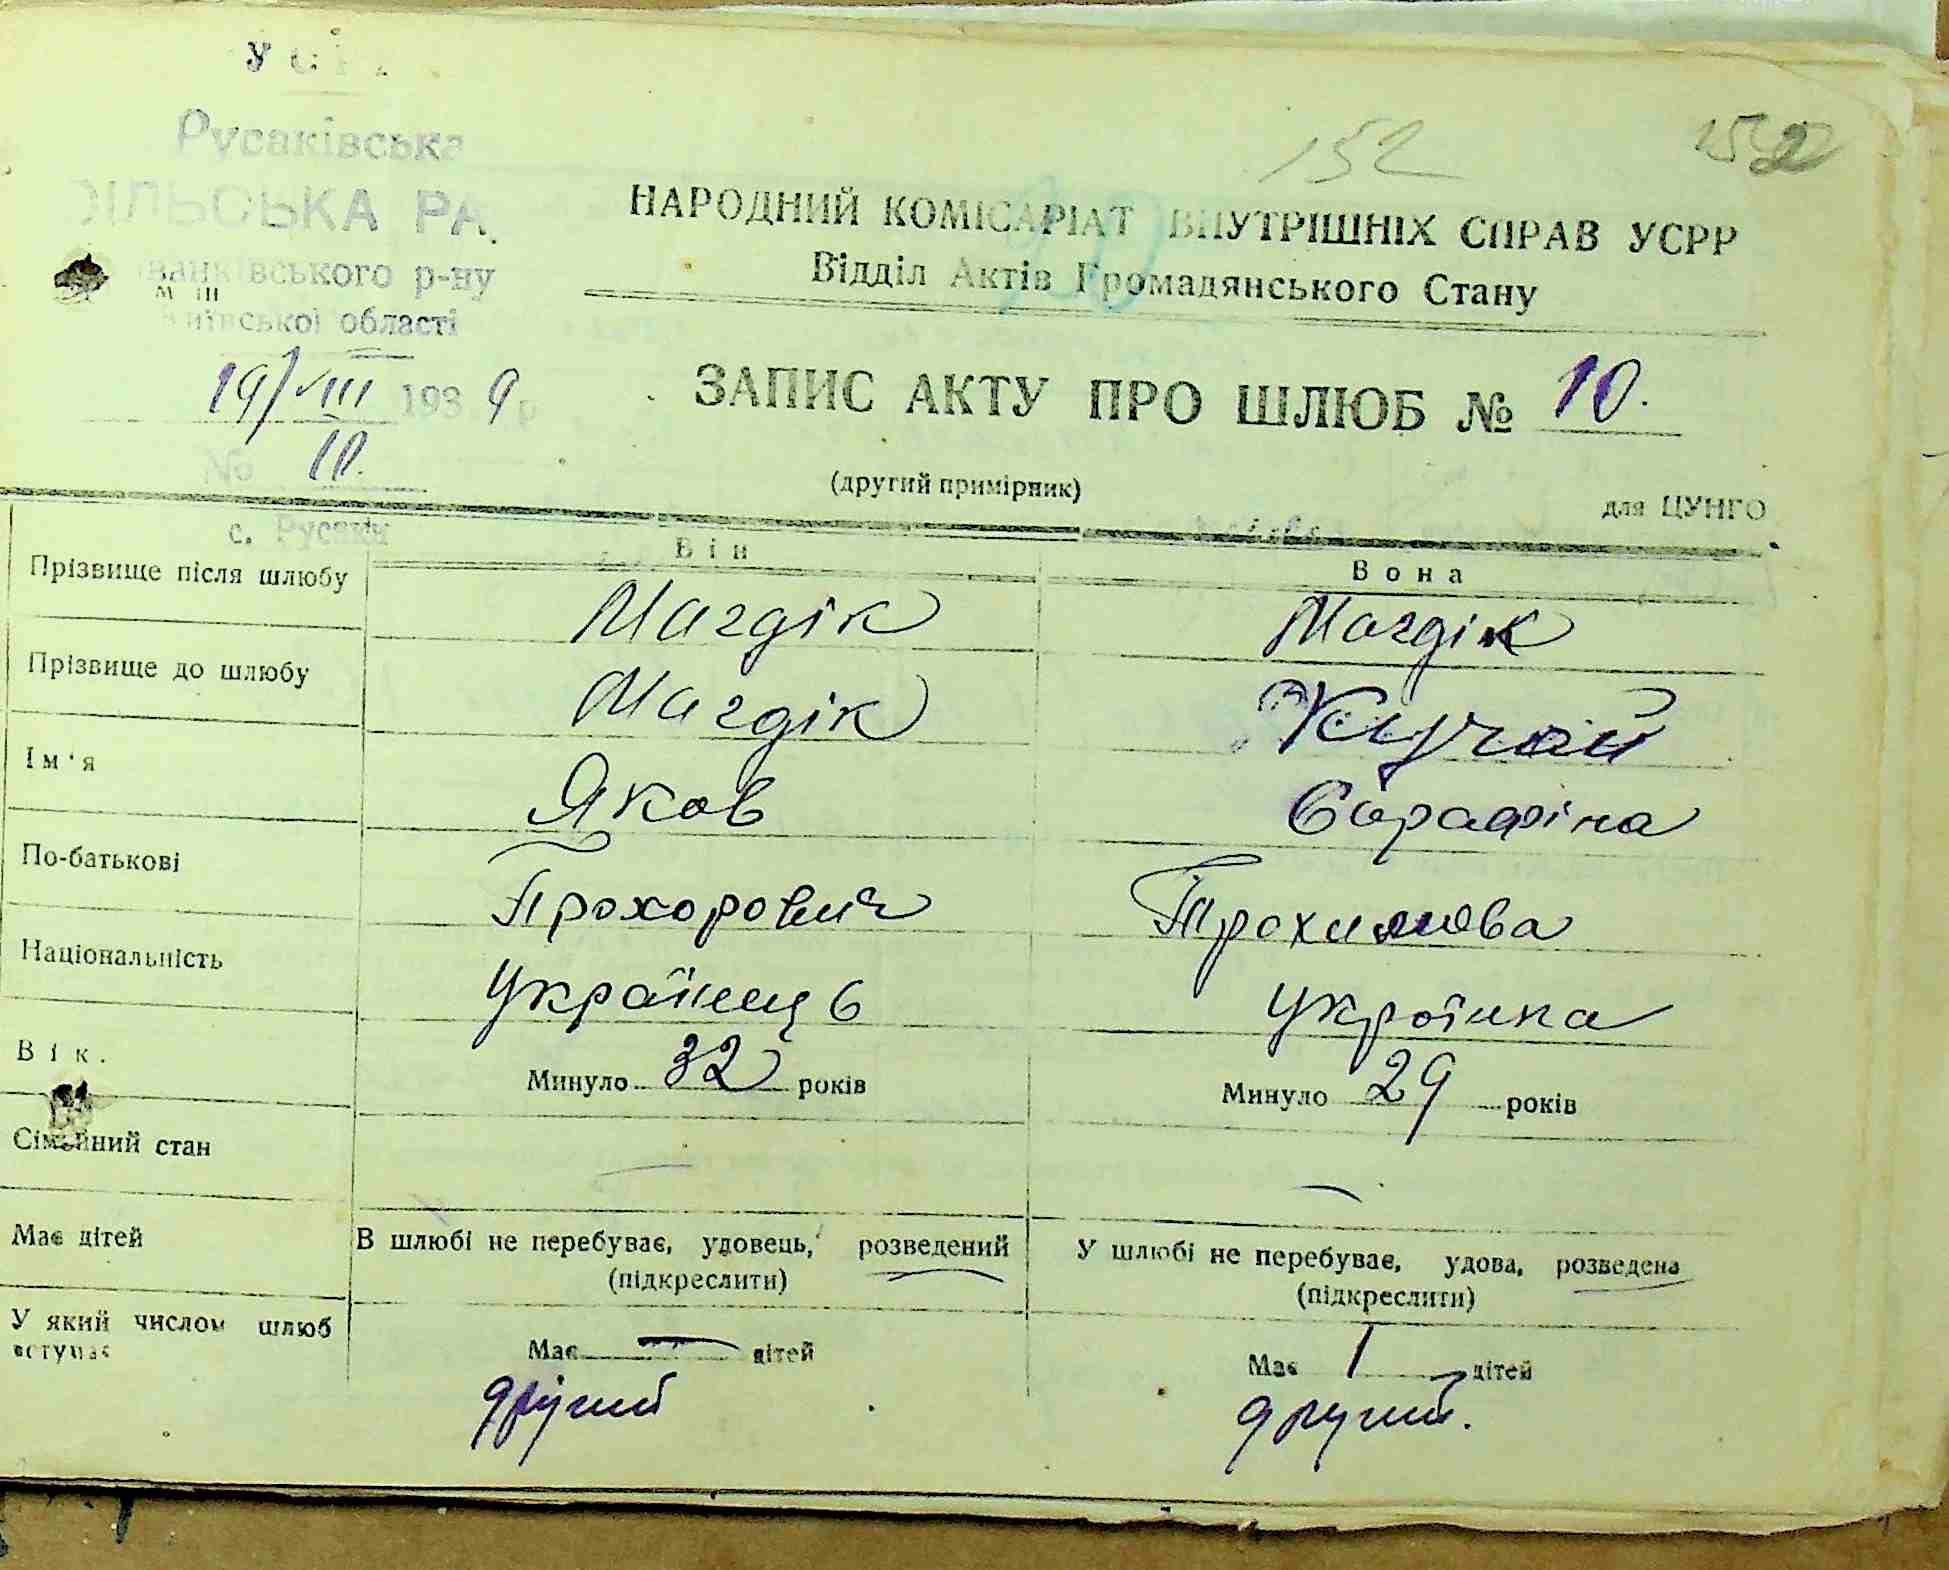 152
152
Русаківська
СІЛЬСЬКА РА
Іванківського р-ну
Київської області
19/VIII 1939 р
№ 10.
с. Русаки
НАРОДНИЙ КОМІСАРІАТ ВНУТРІШНІХ СПРАВ УСРР
Відділ Актів Громадянського Стану
ЗАПИС АКТУ ПРО ШЛЮБ № 10.
(другий примірник)
для ЦУНГО
Він Вона
Прізвище після шлюбу Магдік Магдік
Прізвище до шлюбу Магдік Кучай
Ім'я Яков Сарафіна
По-батькові Прохорович Трохимова
Національність Українець Українка
Вік. Минуло 32 років Минуло 29 років
Сімейний стан — —
В шлюбі не перебуває, удовець, розведений У шлюбі не перебуває, удова, розведена
(підкреслити) (підкреслити)
Має дітей Має — дітей Має 1 дітей
У який числом шлюб вступає другий другий.